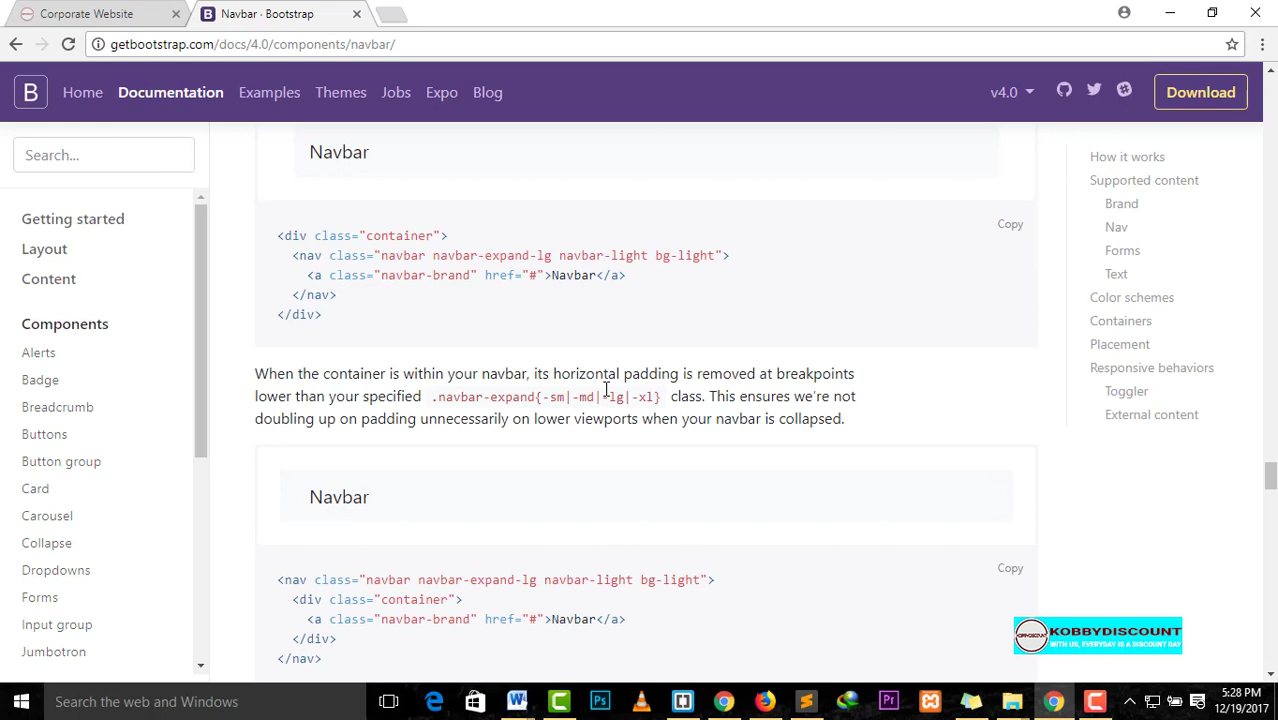 Corporate Website
Navbar · Bootstrap
getbootstrap.com/docs/4.0/components/navbar/
B
Home
Documentation
Examples
Themes
Jobs
Expo
Blog
v4.0
Download
Search...
Getting started
Layout
Content
Components
Alerts
Badge
Breadcrumb
Buttons
Button group
Card
Carousel
Collapse
Dropdowns
Forms
Input group
Jumbotron
Navbar
Copy
<div class="container">
<nav class="navbar navbar-expand-lg navbar-light bg-light">
<a class="navbar-brand" href="#">Navbar</a>
</nav>
</div>
When the container is within your navbar, its horizontal padding is removed at breakpoints
lower than your specified .navbar-expand{-sm|-md|-lg|-xl} class. This ensures we're not
doubling up on padding unnecessarily on lower viewports when your navbar is collapsed.
Navbar
Copy
<nav class="navbar navbar-expand-lg navbar-light bg-light">
<div class="container">
<a class="navbar-brand" href="#">Navbar</a>
</div>
</nav>
How it works
Supported content
Brand
Nav
Forms
Text
Color schemes
Containers
Placement
Responsive behaviors
Toggler
External content
KOBBYDISCOUNT
WITH US, EVERYDAY IS A DISCOUNT DAY
Search the web and Windows
5:28 PM
12/19/2017